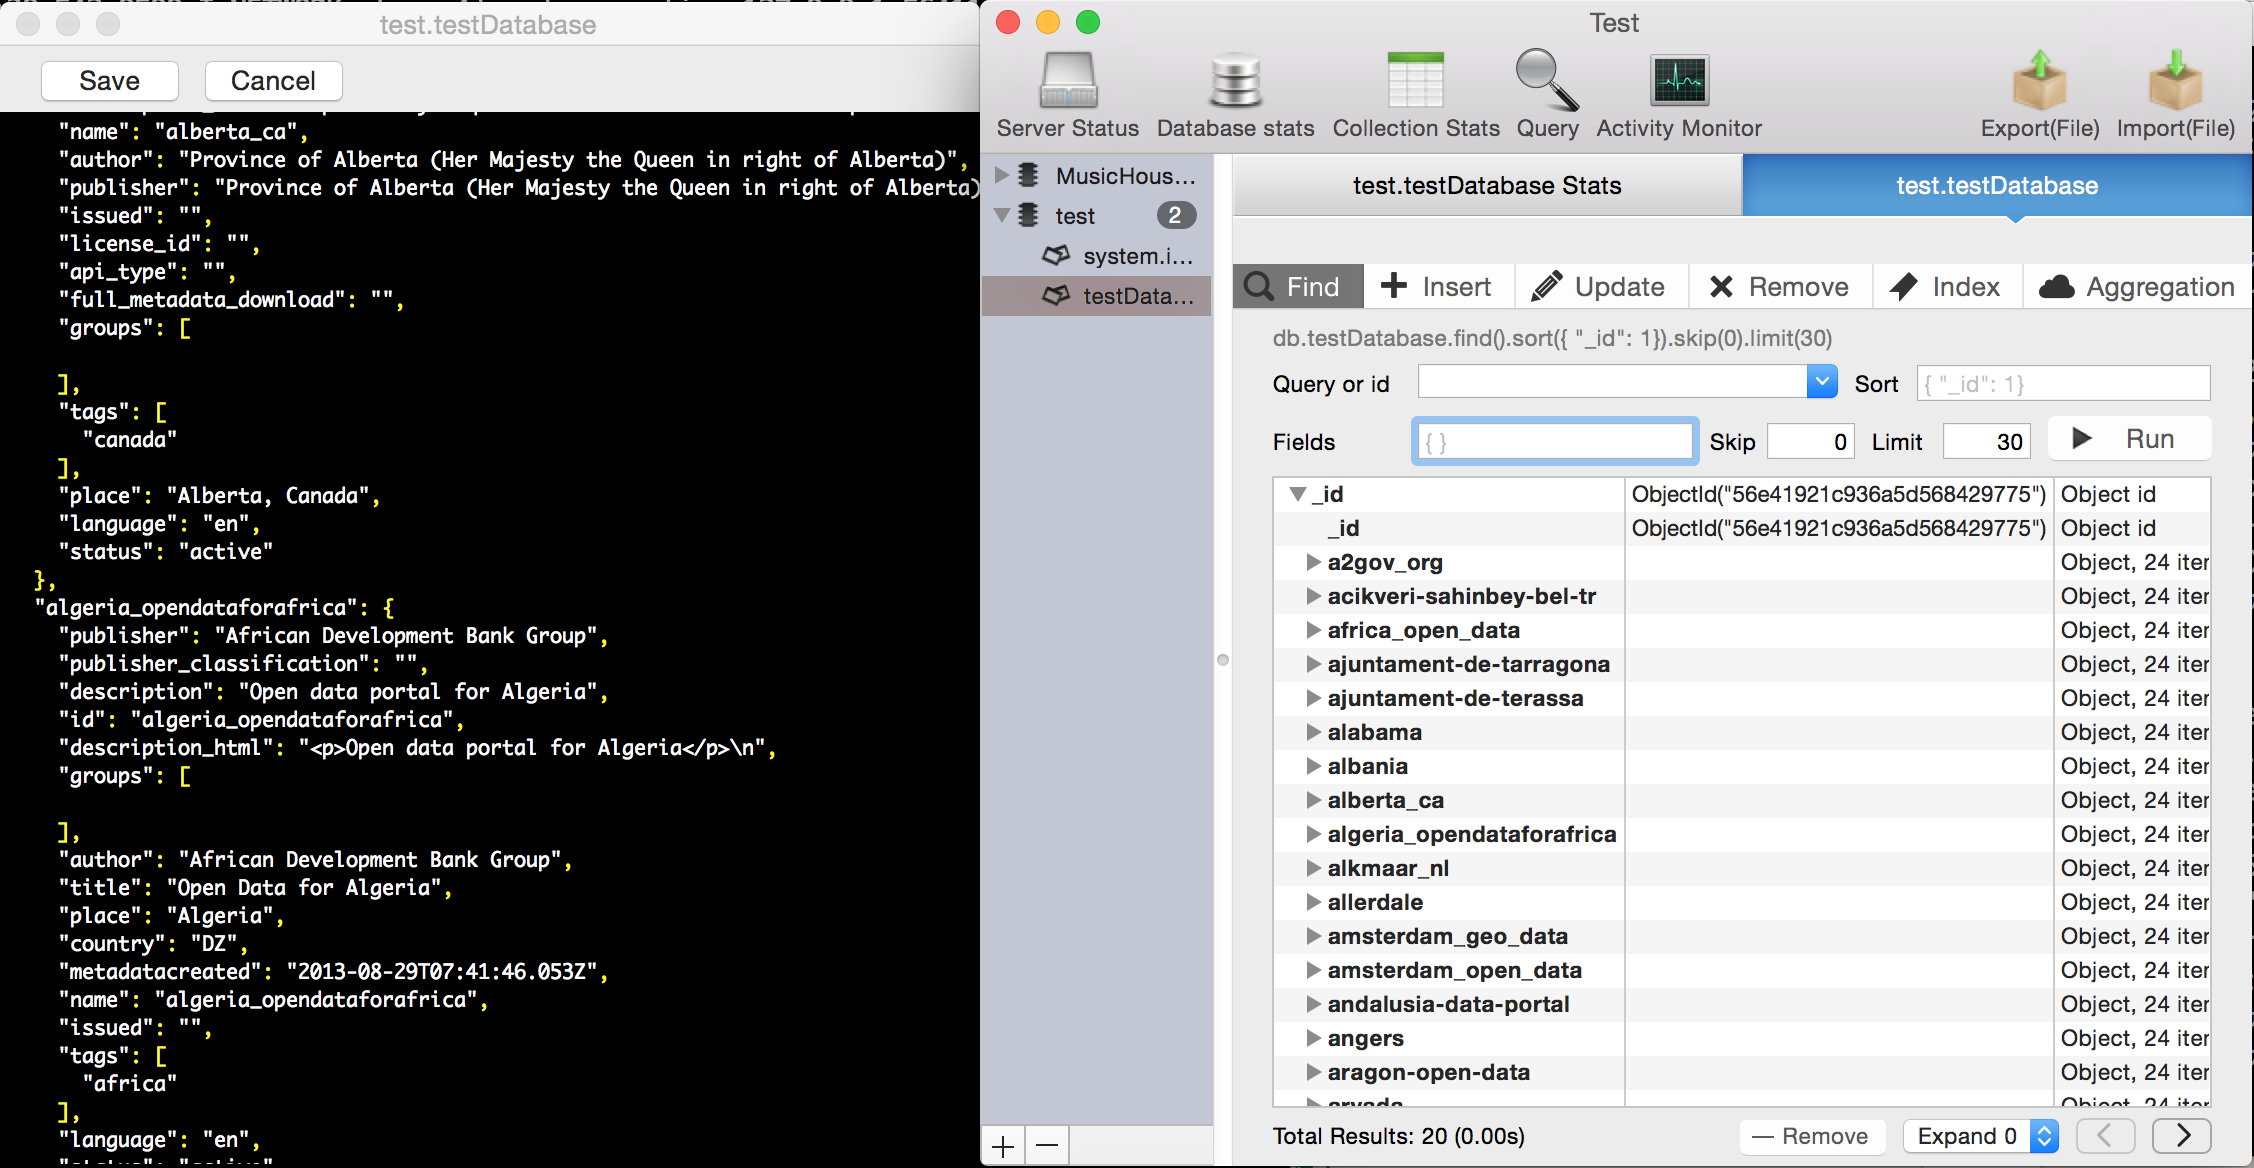 test.testDatabase
Save
Cancel
"name": "alberta_ca",
"author": "Province of Alberta (Her Majesty the Queen in right of Alberta)",
"publisher": "Province of Alberta (Her Majesty the Queen in right of Alberta)
"issued": "",
"license_id": "",
"api_type": "",
"full_metadata_download": "",
"groups": [
],
"tags": [
"canada"
],
"place": "Alberta, Canada",
"language": "en",
"status": "active"
},
"algeria_opendataforafrica": {
"publisher": "African Development Bank Group",
"publisher_classification": "",
"description": "Open data portal for Algeria",
"id": "algeria_opendataforafrica",
"description_html": "<p>Open data portal for Algeria</p>\n",
"groups": [
],
"author": "African Development Bank Group",
"title": "Open Data for Algeria",
"place": "Algeria",
"country": "DZ",
"metadatacreated": "2013-08-29T07:41:46.053Z",
"name": "algeria_opendataforafrica",
"issued": "",
"tags": [
"africa"
],
"language": "en",
Test
Server Status
Database stats
Collection Stats
Query
Activity Monitor
Export(File)
Import(File)
MusicHous...
test 2
system.i...
testData...
test.testDatabase Stats
test.testDatabase
Find
Insert
Update
Remove
Index
Aggregation
db.testDatabase.find().sort({ "_id": 1}).skip(0).limit(30)
Query or id
Sort { "_id": 1}
Fields { }
Skip 0
Limit 30
Run
_id ObjectId("56e41921c936a5d568429775") Object id
_id ObjectId("56e41921c936a5d568429775") Object id
a2gov_org Object, 24 iter
acikveri-sahinbey-bel-tr Object, 24 iter
africa_open_data Object, 24 iter
ajuntament-de-tarragona Object, 24 iter
ajuntament-de-terassa Object, 24 iter
alabama Object, 24 iter
albania Object, 24 iter
alberta_ca Object, 24 iter
algeria_opendataforafrica Object, 24 iter
alkmaar_nl Object, 24 iter
allerdale Object, 24 iter
amsterdam_geo_data Object, 24 iter
amsterdam_open_data Object, 24 iter
andalusia-data-portal Object, 24 iter
angers Object, 24 iter
aragon-open-data Object, 24 iter
Total Results: 20 (0.00s)
Remove
Expand 0